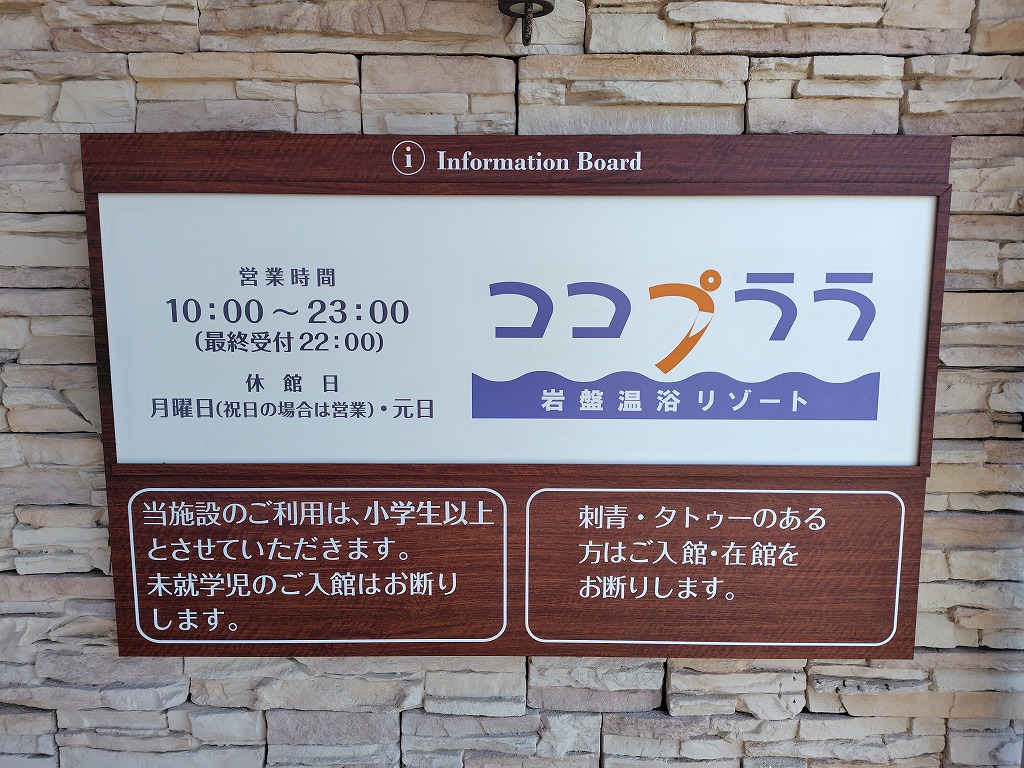 i Information Board
営業時間
10:00～23:00
(最終受付22:00)
休館日
月曜日(祝日の場合は営業)・元日
ココプララ
岩盤温浴リゾート
当施設のご利用は、小学生以上
とさせていただきます。
未就学児のご入館はお断り
します。
刺青・タトゥーのある
方はご入館・在館を
お断りします。